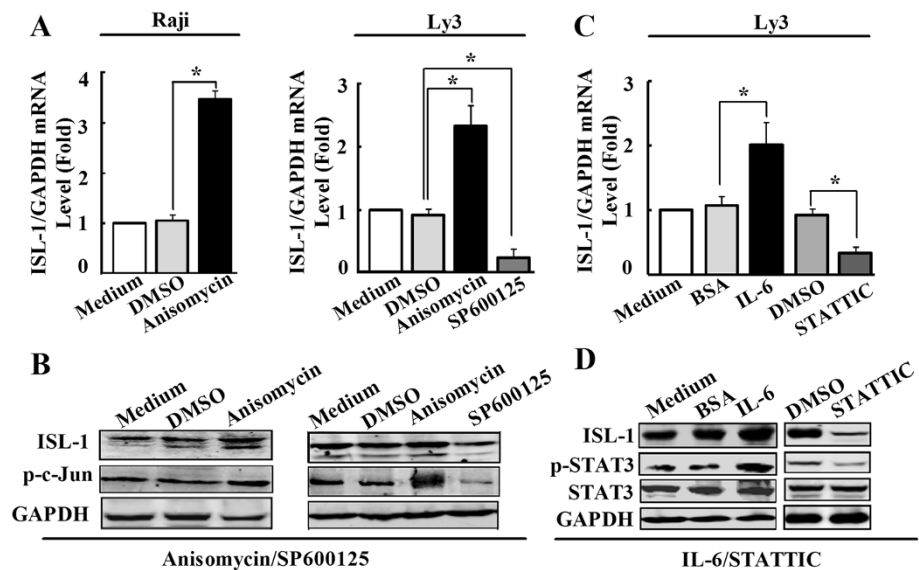 A
Raji
ISL-1/GAPDH mRNA
Level (Fold)
4
2
1
0
Medium
DMSO
Anisomycin
*
Ly3
ISL-1/GAPDH mRNA
Level (Fold)
3
2
1
0
Medium
DMSO
Anisomycin
SP600125
*
*
C
Ly3
ISL-1/GAPDH mRNA
Level (Fold)
3
2
1
0
Medium
BSA
IL-6
DMSO
STATTIC
*
*
B
Medium
DMSO
Anisomycin
Medium
DMSO
Anisomycin
SP600125
ISL-1
p-c-Jun
GAPDH
Anisomycin/SP600125
D
Medium
BSA
IL-6
DMSO
STATTIC
ISL-1
p-STAT3
STAT3
GAPDH
IL-6/STATTIC